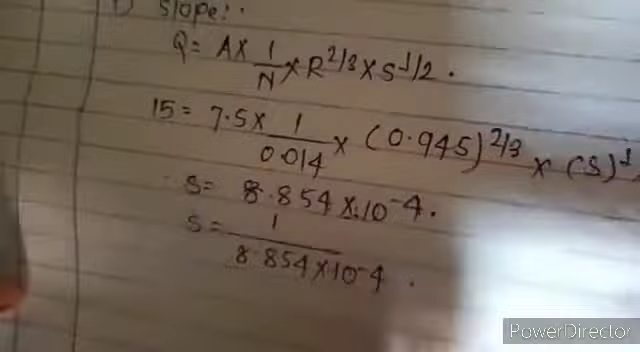 1) Slope:.
Q = A × 1/N × R^2/3 × S^1/2.
15 = 7.5 × 1/0.014 × (0.945)^2/3 × (S)^1
S = 8.854 × 10^-4.
S = 1/8.854×10^-4.
PowerDirector